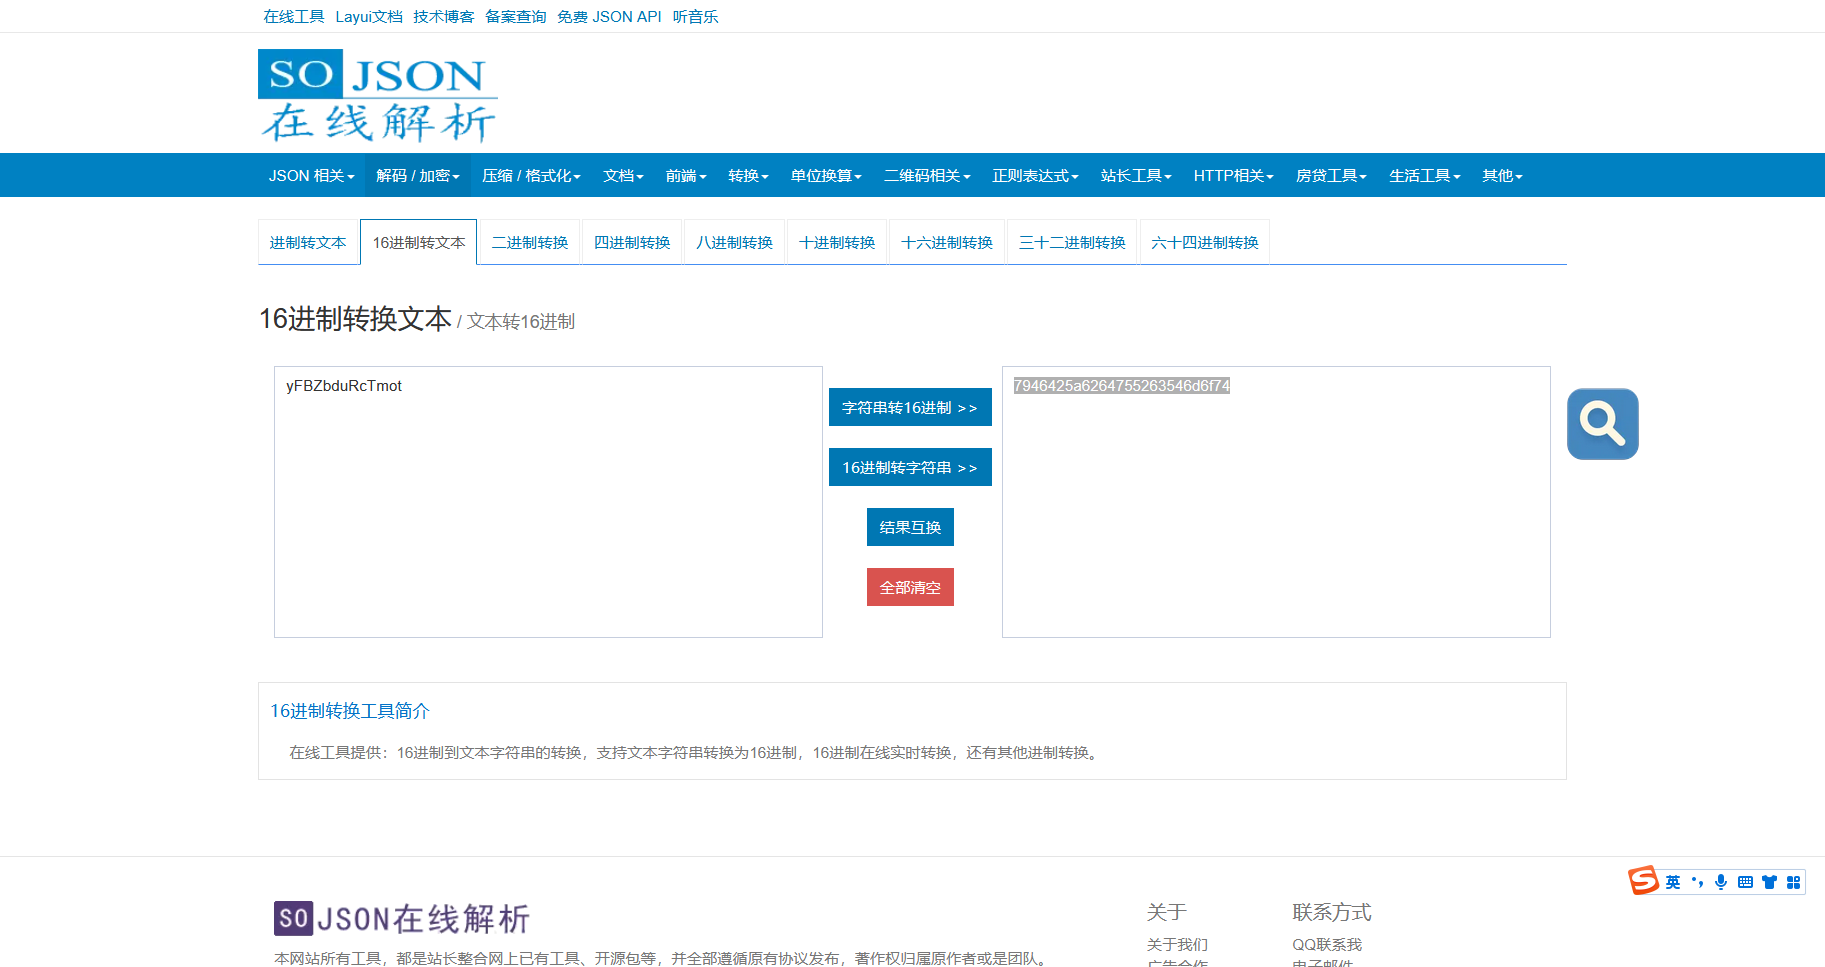 在线工具 Layui文档 技术博客 备案查询 免费 JSON API 听音乐
SO JSON
在线解析
JSON 相关 解码 / 加密 压缩 / 格式化 文档 前端 转换 单位换算 二维码相关 正则表达式 站长工具 HTTP相关 房贷工具 生活工具 其他
进制转文本 16进制转文本 二进制转换 四进制转换 八进制转换 十进制转换 十六进制转换 三十二进制转换 六十四进制转换
16进制转换文本 / 文本转16进制
yFBZbduRcTmot
字符串转16进制 >>
16进制转字符串 >>
结果互换
全部清空
7946425a6264755263546d6f74
16进制转换工具简介
在线工具提供：16进制到文本字符串的转换，支持文本字符串转换为16进制，16进制在线实时转换，还有其他进制转换。
英
SOJSON在线解析
本网站所有工具，都是站长整合网上已有工具、开源包等，并全部遵循原有协议发布，著作权归属原作者或是团队。
关于
关于我们
广告合作
联系方式
QQ联系我
电子邮件